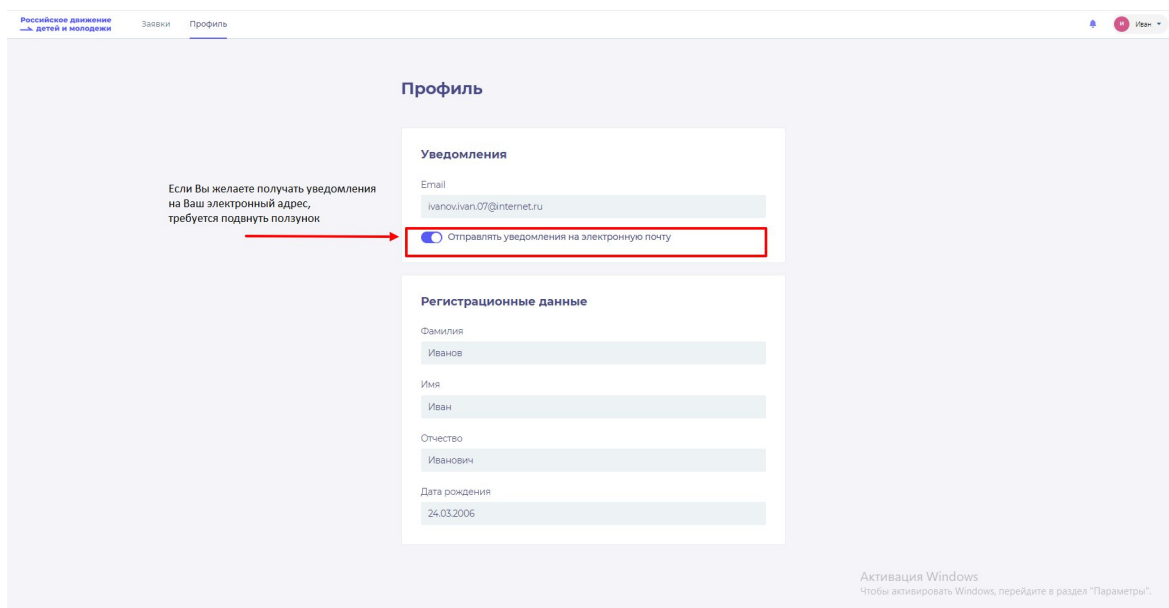 Российское движение
детей и молодежи
Заявки
Профиль
И
Иван
Профиль
Уведомления
Если Вы желаете получать уведомления
на Ваш электронный адрес,
требуется подвнуть ползунок
Email
ivanov.ivan.07@internet.ru
Отправлять уведомления на электронную почту
Регистрационные данные
Фамилия
Иванов
Имя
Иван
Отчество
Иванович
Дата рождения
24.03.2006
Активация Windows
Чтобы активировать Windows, перейдите в раздел "Параметры".